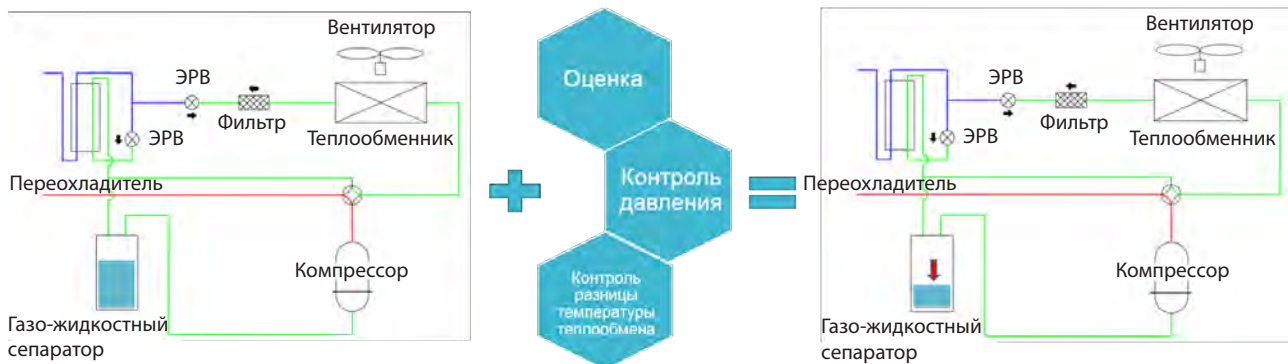 Вентилятор
ЭРВ
Фильтр
Теплообменник
ЭРВ
Переохладитель
Компрессор
Газо-жидкостный
сепаратор
Оценка
Контроль
давления
Контроль
разницы
температуры
теплообмена
Вентилятор
ЭРВ
Фильтр
Теплообменник
ЭРВ
Переохладитель
Компрессор
Газо-жидкостный
сепаратор